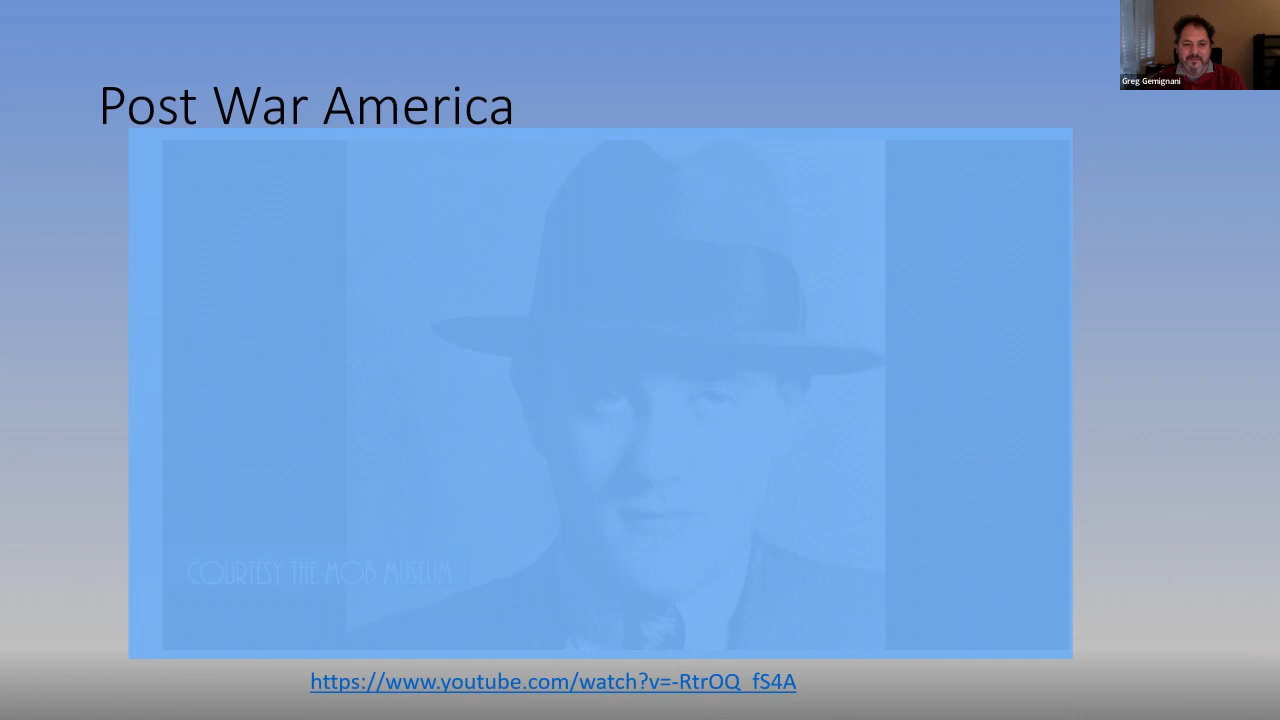 Greg Gemignani
Post War America
COURTESY THE MOB MUSEUM
https://www.youtube.com/watch?v=-RtrOQ_fS4A